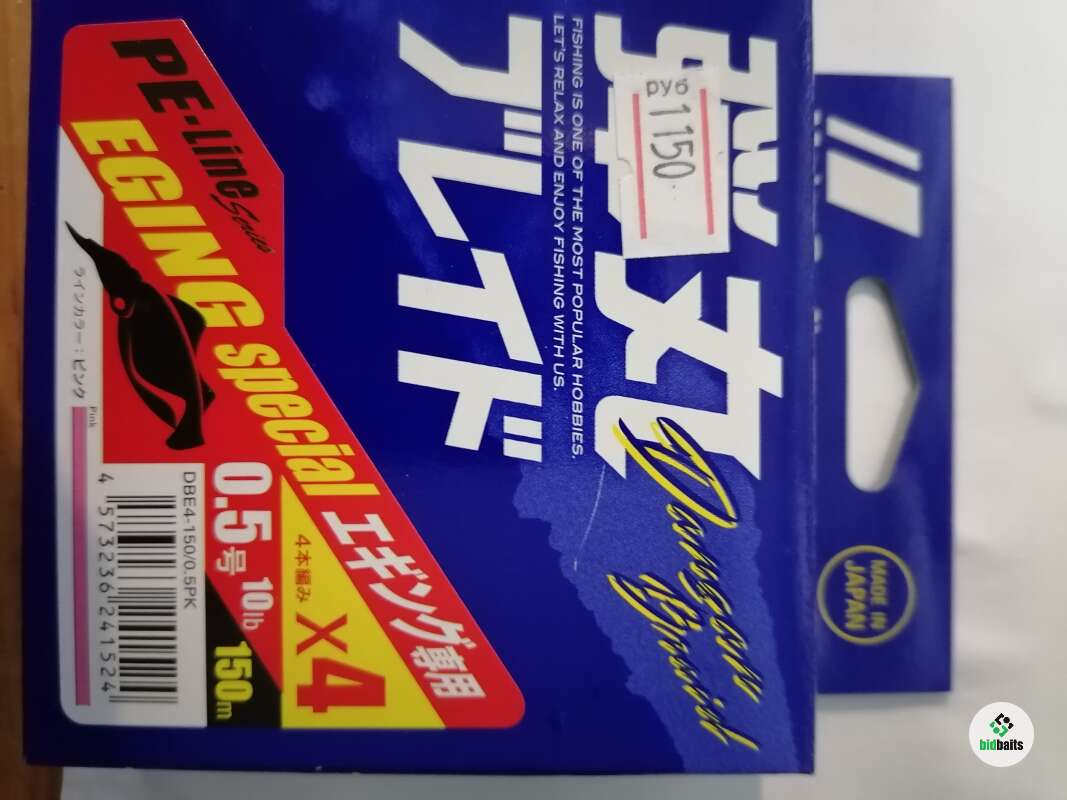 MADE IN
JAPAN
弾丸
руб
1150
Dangan
Braid
FISHING IS ONE OF THE MOST POPULAR HOBBIES.
LET'S RELAX AND ENJOY FISHING WITH US.
ブレイド
PE-Line Series
EGING special エギング専用
4本編み X4
0.5号 10lb 150m
ラインカラー:ピンク
Pink
DBE4-150/0.5PK
4 573236 241524
bidbaits